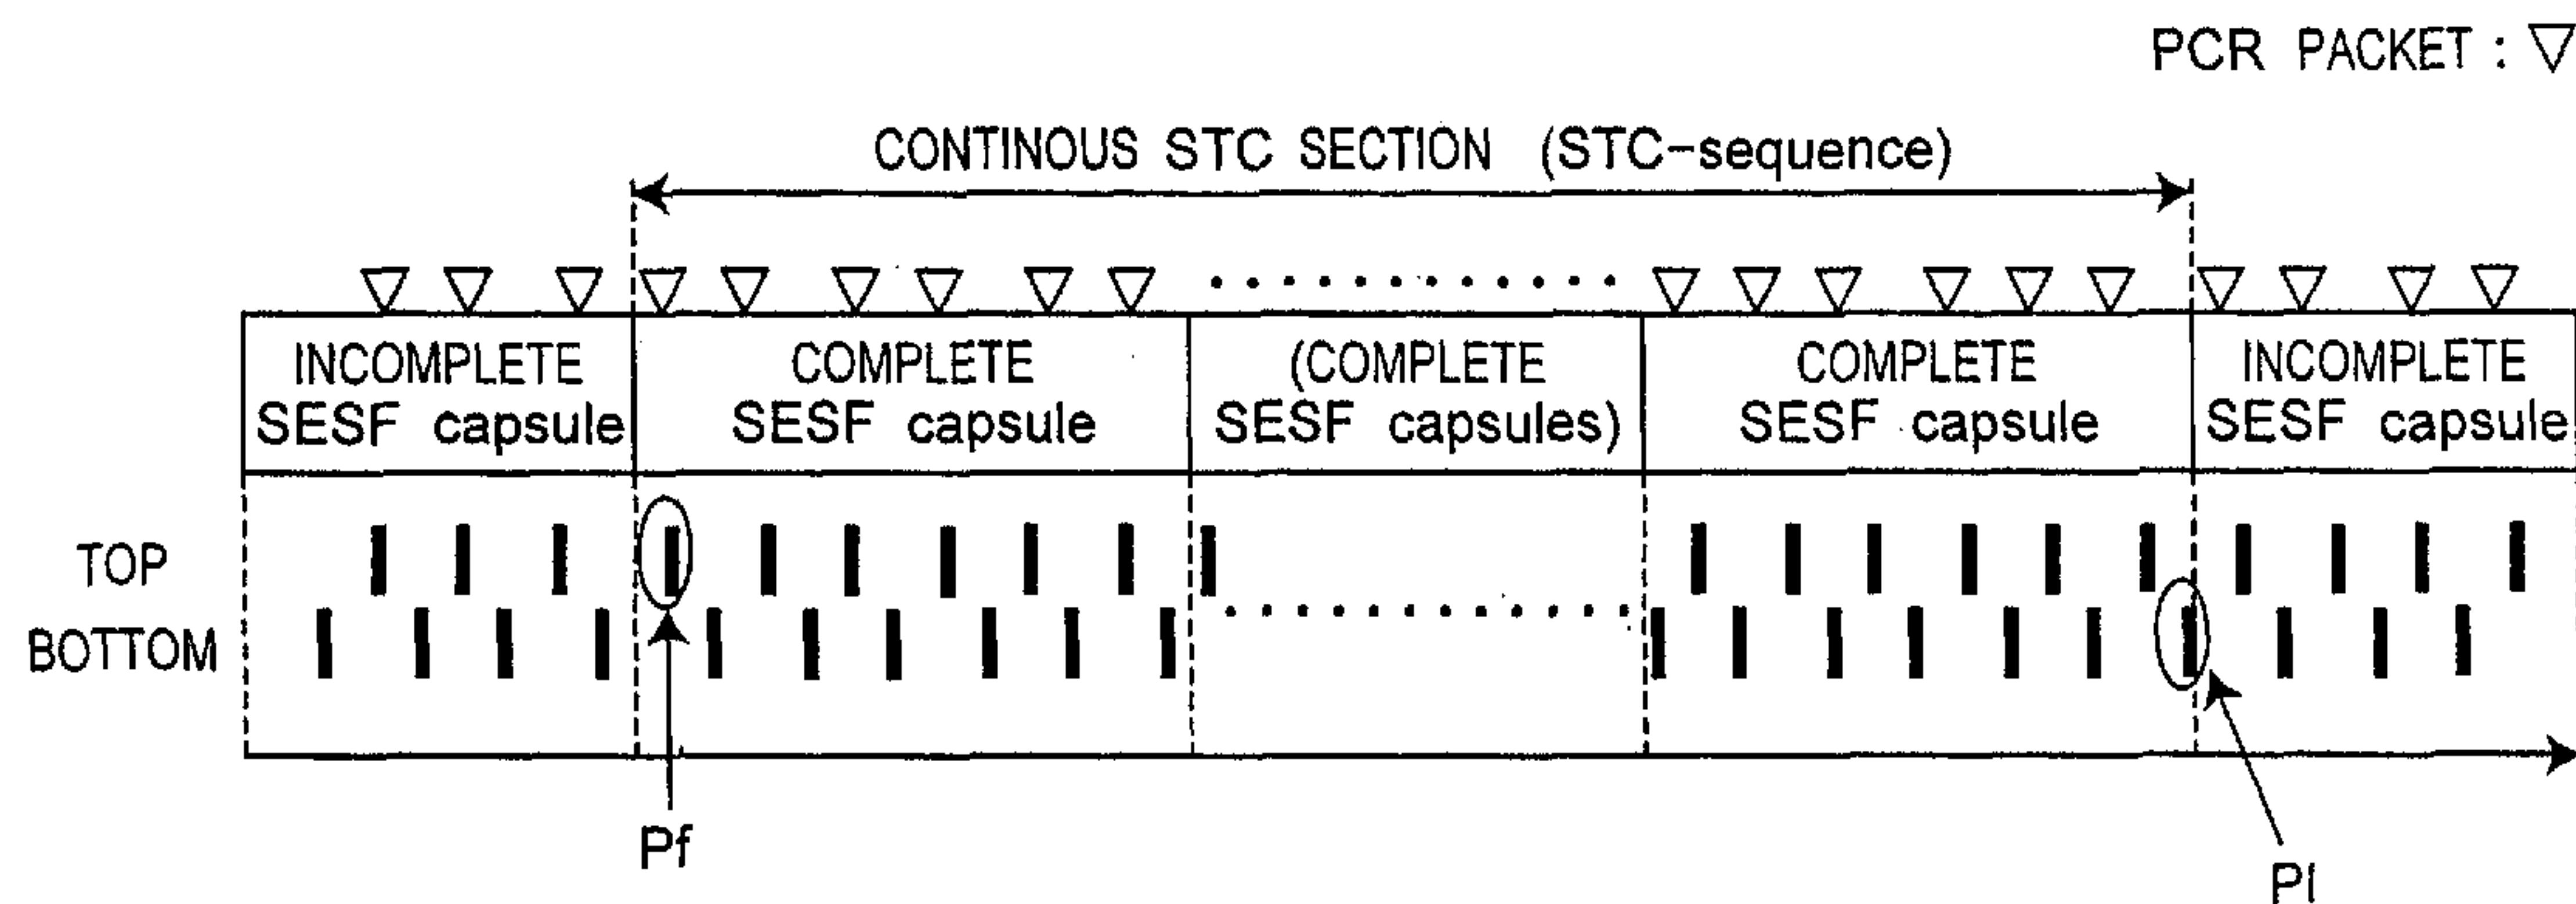 PCR PACKET : ▽
CONTINOUS STC SECTION (STC-sequence)
INCOMPLETE
SESF capsule
COMPLETE
SESF capsule
(COMPLETE
SESF capsules)
COMPLETE
SESF capsule
INCOMPLETE
SESF capsule
TOP
BOTTOM
Pf
Pl